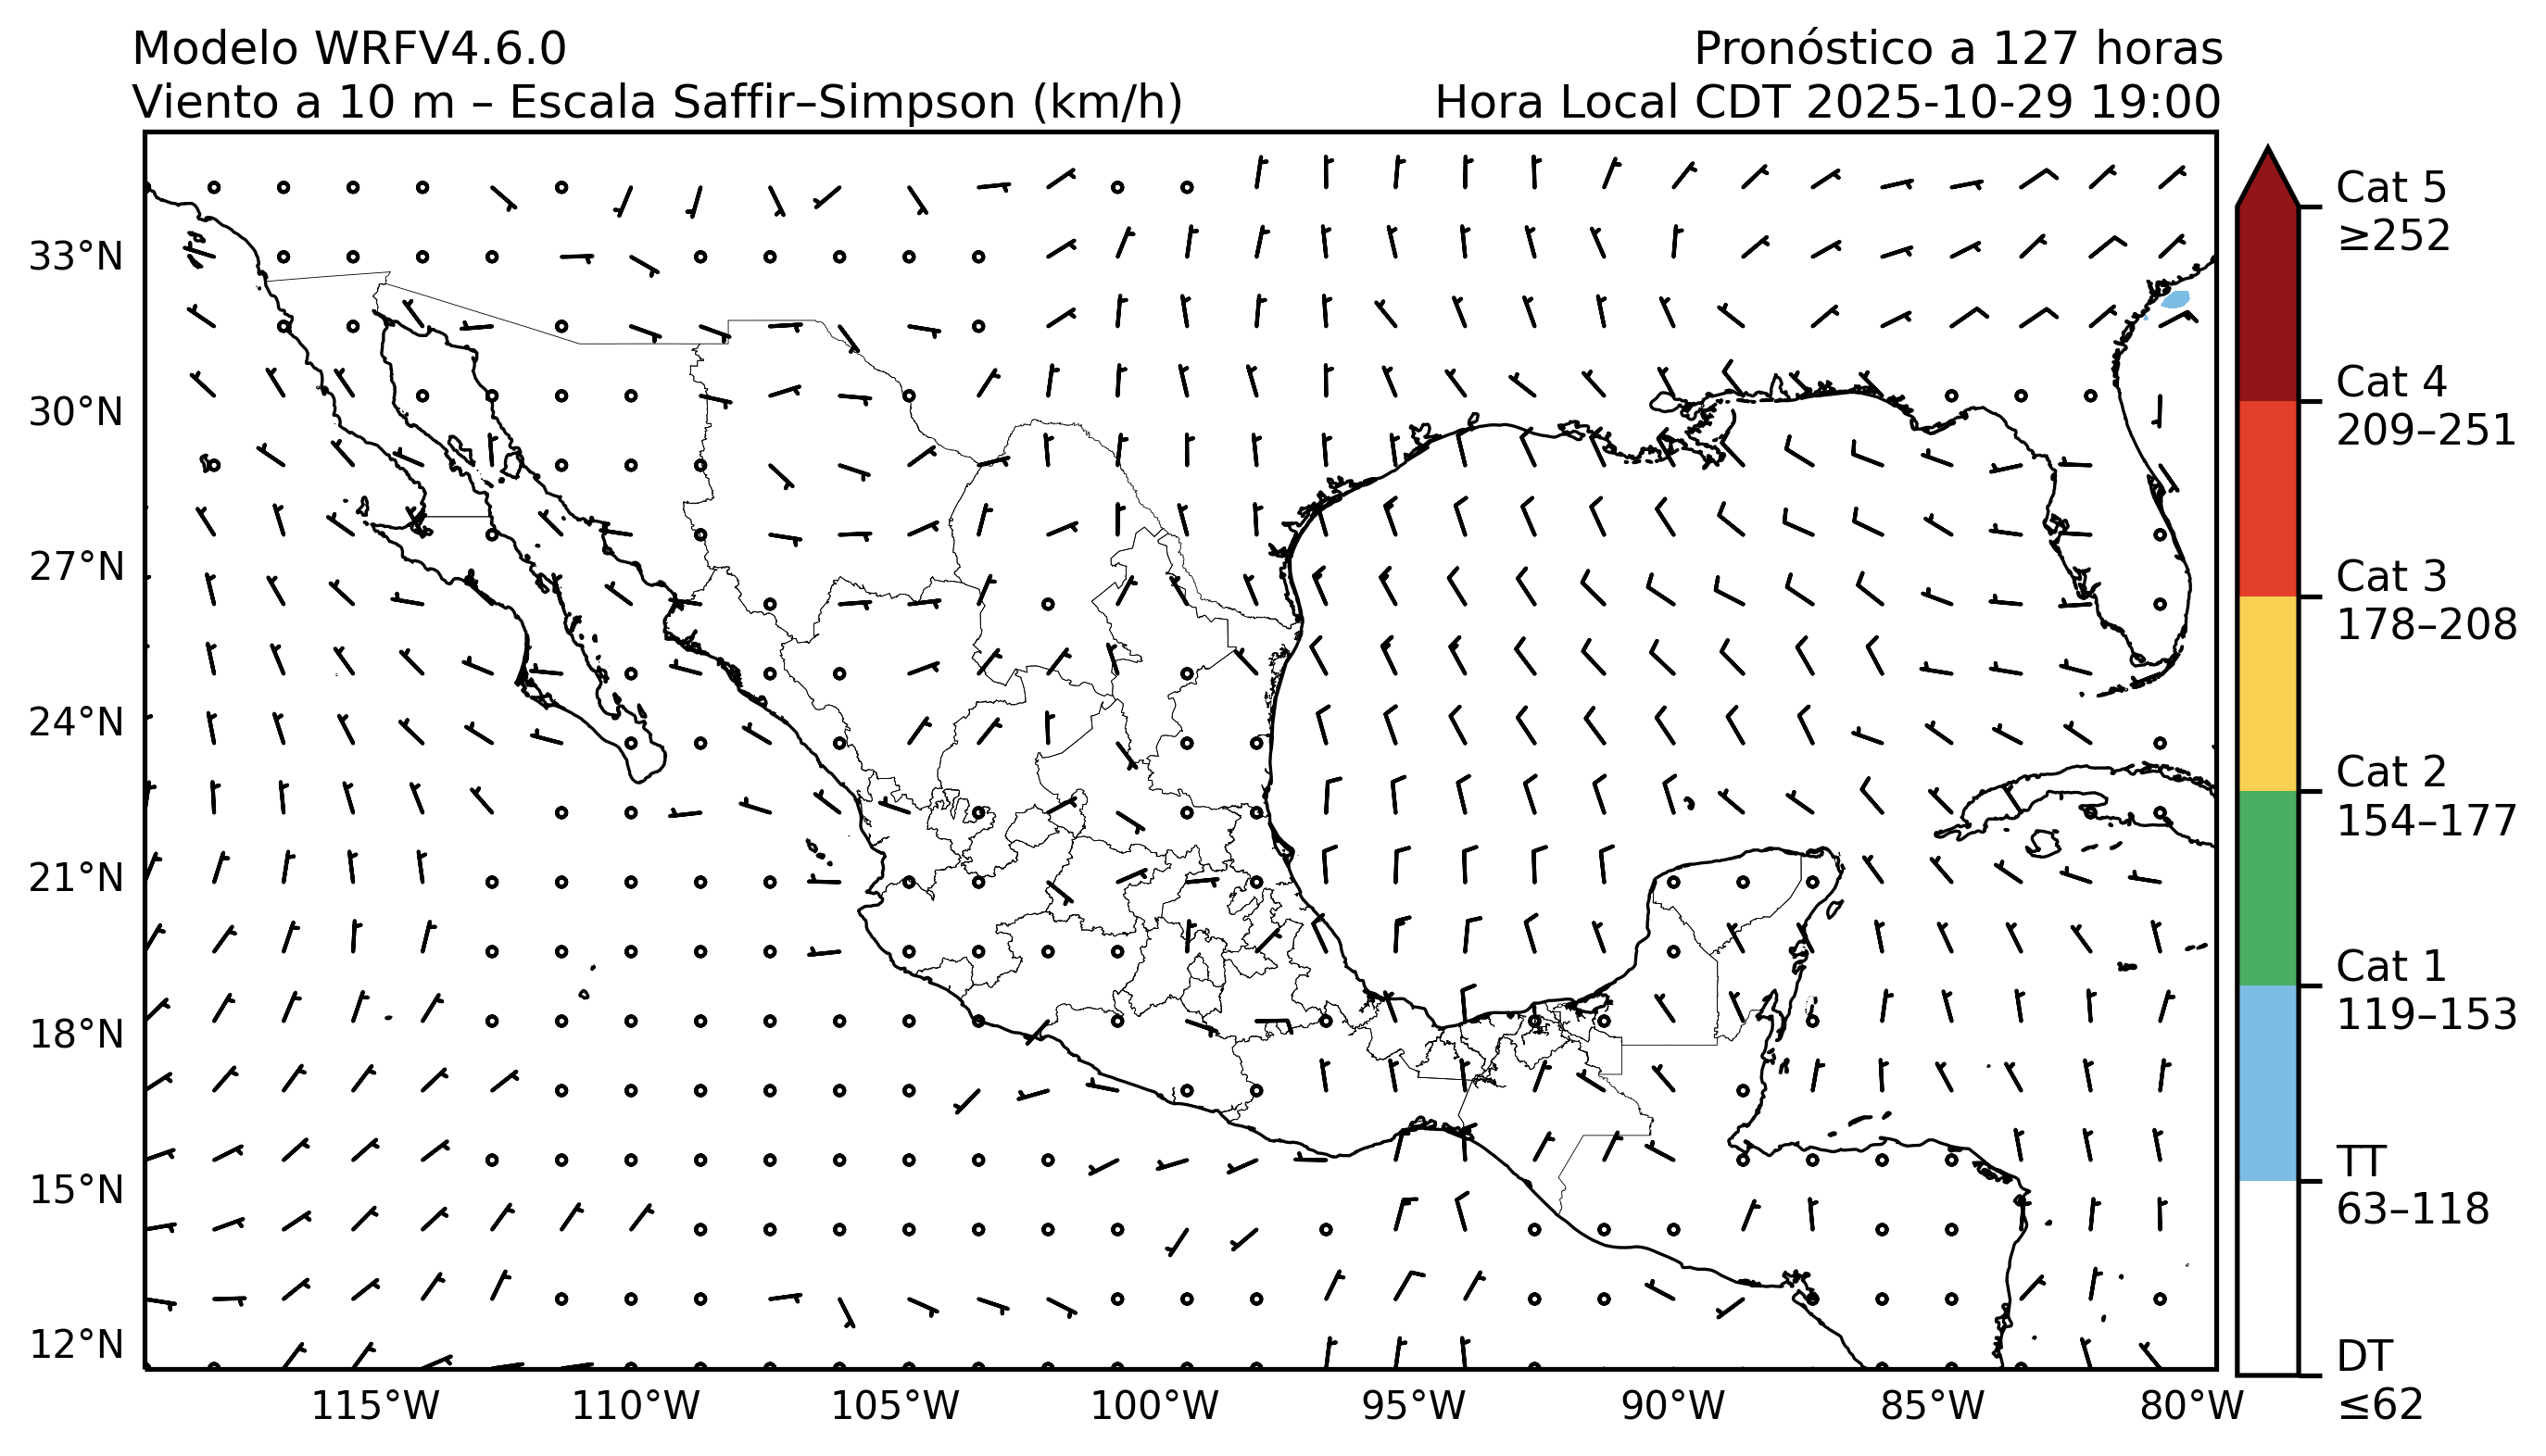 Modelo WRFV4.6.0
Pronóstico a 127 horas
Viento a 10 m – Escala Saffir–Simpson (km/h)
Hora Local CDT 2025-10-29 19:00
33°N
30°N
27°N
24°N
21°N
18°N
15°N
12°N
115°W
110°W
105°W
100°W
95°W
90°W
85°W
80°W
Cat 5
≥252
Cat 4
209–251
Cat 3
178–208
Cat 2
154–177
Cat 1
119–153
TT
63–118
DT
≤62